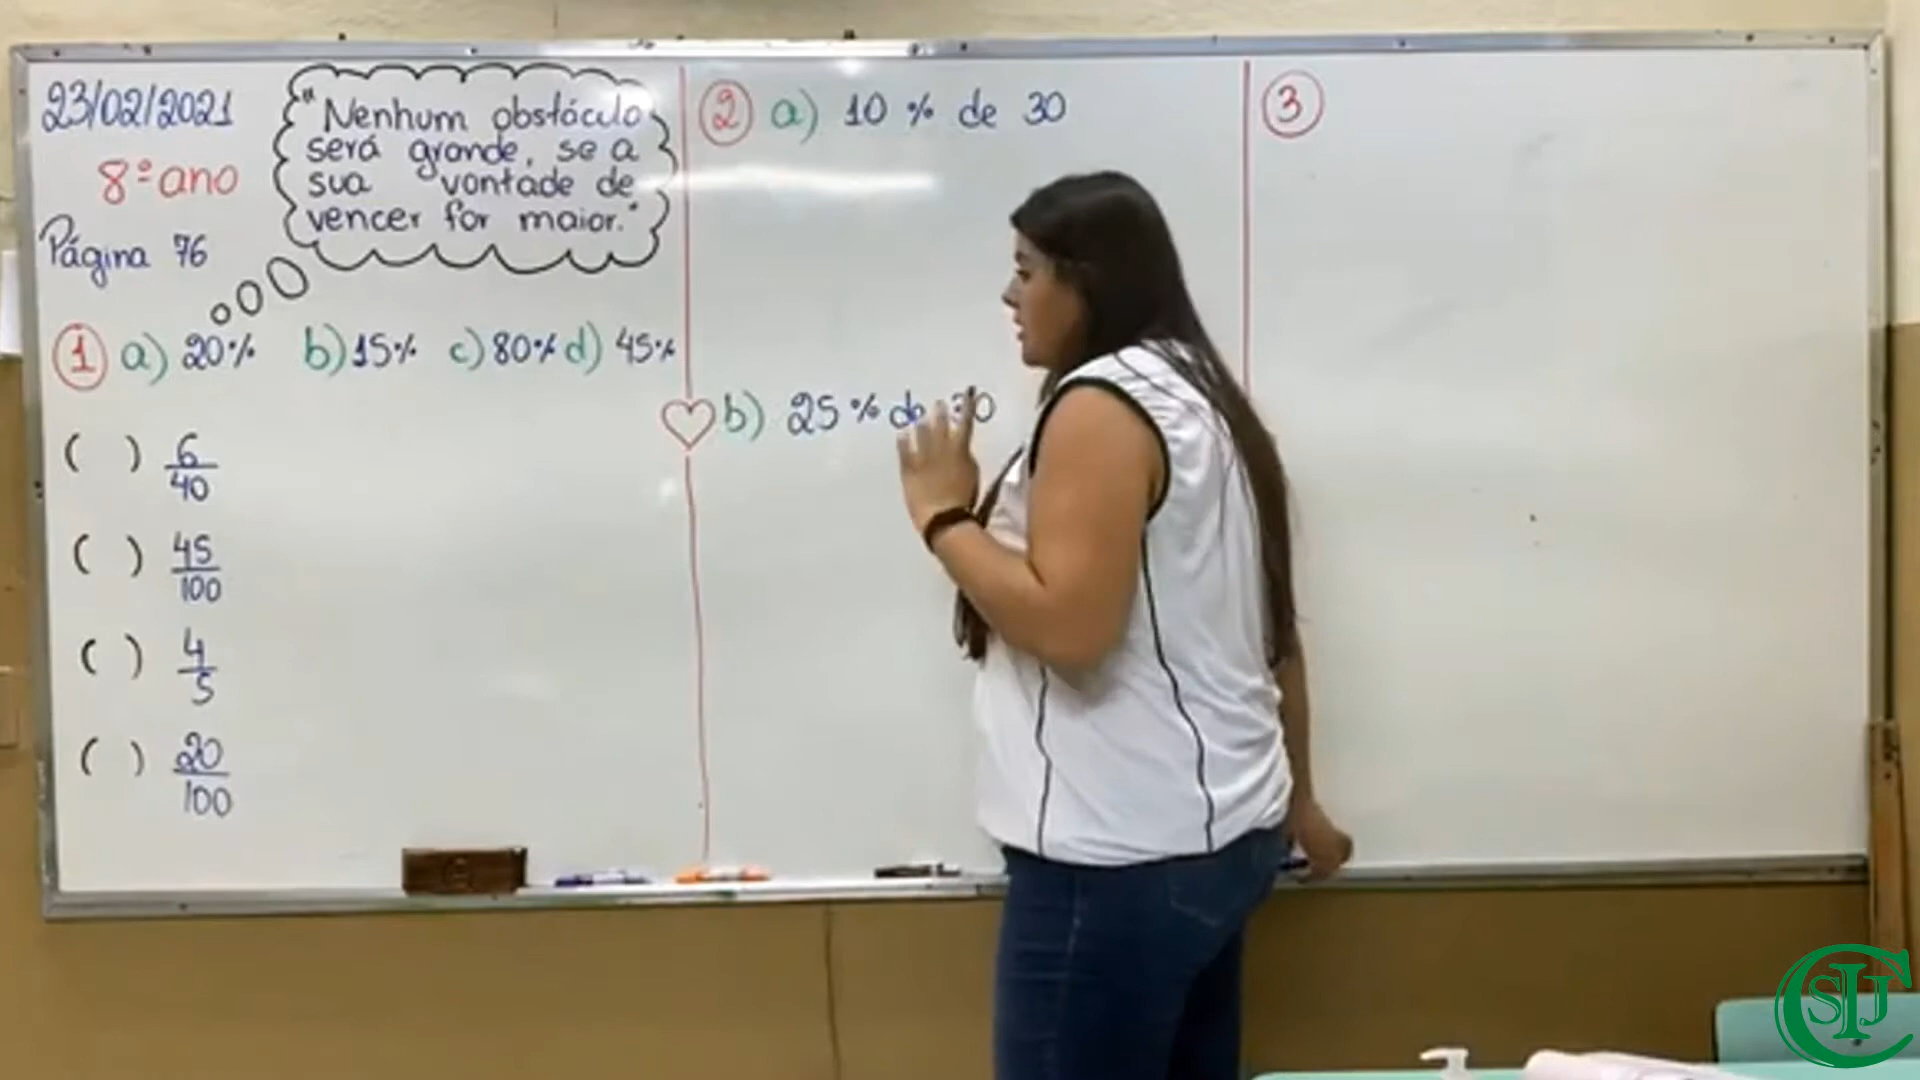 23/02/2021
8º ano
Página 76
"Nenhum obstáculo
será grande, se a
sua vontade de
vencer for maior."
1 a) 20% b) 15% c) 80% d) 45%
( ) 6/40
( ) 45/100
( ) 4/5
( ) 20/100
2 a) 10 % de 30
b) 25 % de 30
3
CSIJ